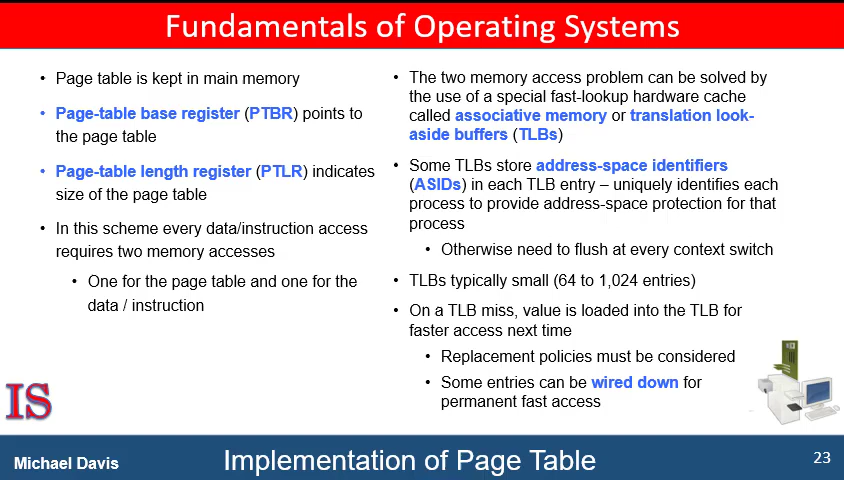 Fundamentals of Operating Systems
• Page table is kept in main memory
• Page-table base register (PTBR) points to
the page table
• Page-table length register (PTLR) indicates
size of the page table
• In this scheme every data/instruction access
requires two memory accesses
• One for the page table and one for the
data / instruction
• The two memory access problem can be solved by
the use of a special fast-lookup hardware cache
called associative memory or translation look-
aside buffers (TLBs)
• Some TLBs store address-space identifiers
(ASIDs) in each TLB entry – uniquely identifies each
process to provide address-space protection for that
process
• Otherwise need to flush at every context switch
• TLBs typically small (64 to 1,024 entries)
• On a TLB miss, value is loaded into the TLB for
faster access next time
• Replacement policies must be considered
• Some entries can be wired down for
permanent fast access
IS
Michael Davis
Implementation of Page Table
23